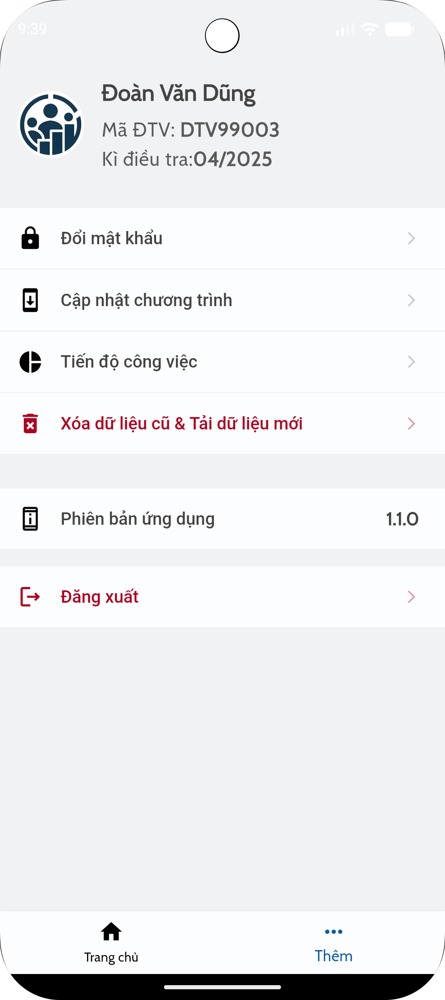 9:39
Đoàn Văn Dũng
Mã ĐTV: DTV99003
Kì điều tra:04/2025
Đổi mật khẩu
Cập nhật chương trình
Tiến độ công việc
Xóa dữ liệu cũ & Tải dữ liệu mới
Phiên bản ứng dụng 1.1.0
Đăng xuất
Trang chủ Thêm